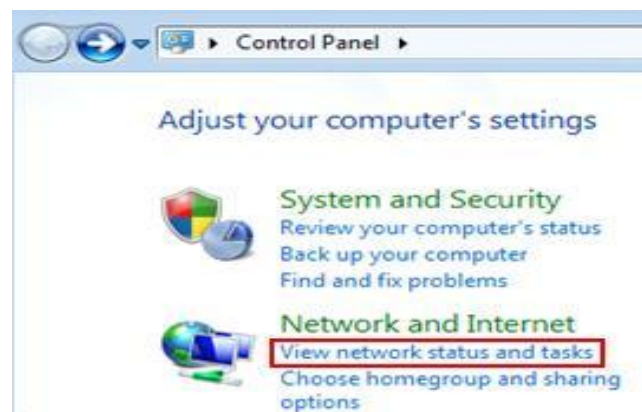 Control Panel
Adjust your computer's settings
System and Security
Review your computer's status
Back up your computer
Find and fix problems
Network and Internet
View network status and tasks
Choose homegroup and sharing
options